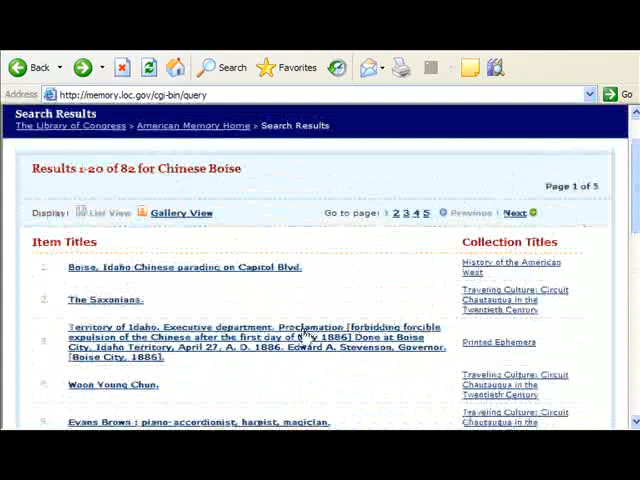 Back Search Favorites
Address http://memory.loc.gov/cgi-bin/query Go
Search Results
The Library of Congress > American Memory Home > Search Results
Results 1-20 of 82 for Chinese Boise
Page 1 of 5
Display: List View Gallery View Go to page: 1 2 3 4 5 Previous | Next
Item Titles Collection Titles
1. Boise, Idaho Chinese parading on Capitol Blvd. History of the American
West
2. The Saxonians. Traveling Culture: Circuit
Chautauqua in the
Twentieth Century
3. Territory of Idaho. Executive department. Proclamation [forbidding forcible
expulsion of the Chinese after the first day of 1886] Done at Boise
City, Idaho Territory, April 27, A. D. 1886. Edward A. Stevenson, Governor.
[Boise City, 1886].
Printed Ephemera
4. Woon Young Chun. Traveling Culture: Circuit
Chautauqua in the
Twentieth Century
5. Evans Brown : piano-accordionist, harpist, magician. Traveling Culture: Circuit
Chautauqua in the